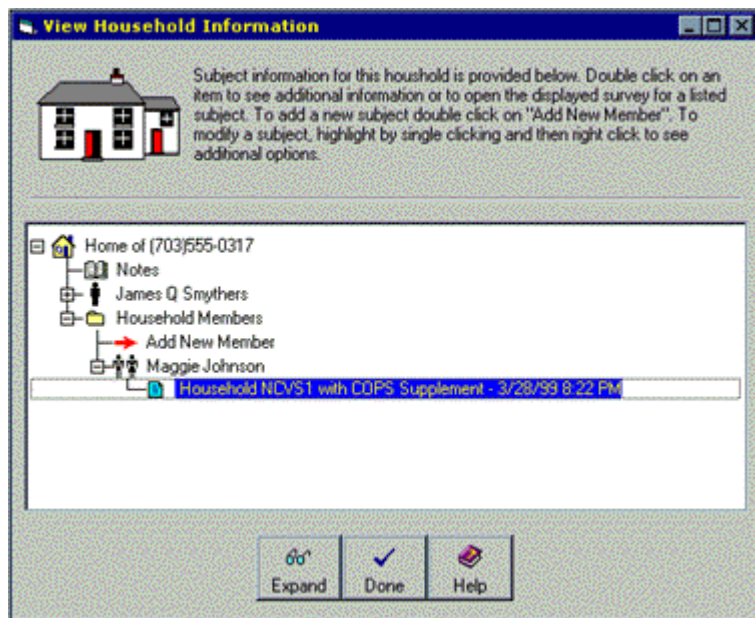 View Household Information
Subject information for this houshold is provided below. Double click on an
item to see additional information or to open the displayed survey for a listed
subject. To add a new subject double click on "Add New Member". To
modify a subject, highlight by single clicking and then right click to see
additional options.
Home of (703)555-0317
Notes
James Q Smythers
Household Members
Add New Member
Maggie Johnson
Household NCVS1 with COPS Supplement - 3/28/99 8:22 PM
Expand Done Help